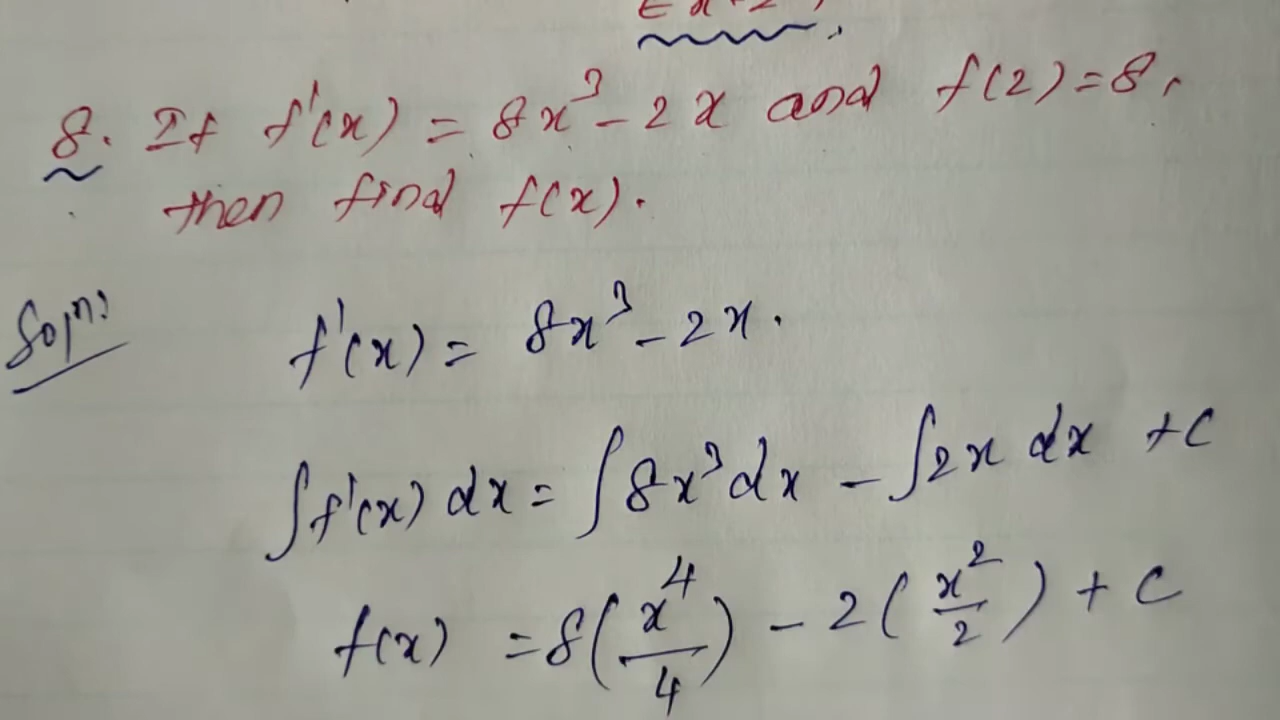 8. If f'(x) = 8x³ - 2x and f(2) = 8,
then find f(x).
Soln:
f'(x) = 8x³ - 2x.
∫f'(x) dx = ∫8x³ dx - ∫2x dx + c
f(x) = 8(x⁴/4) - 2(x²/2) + c